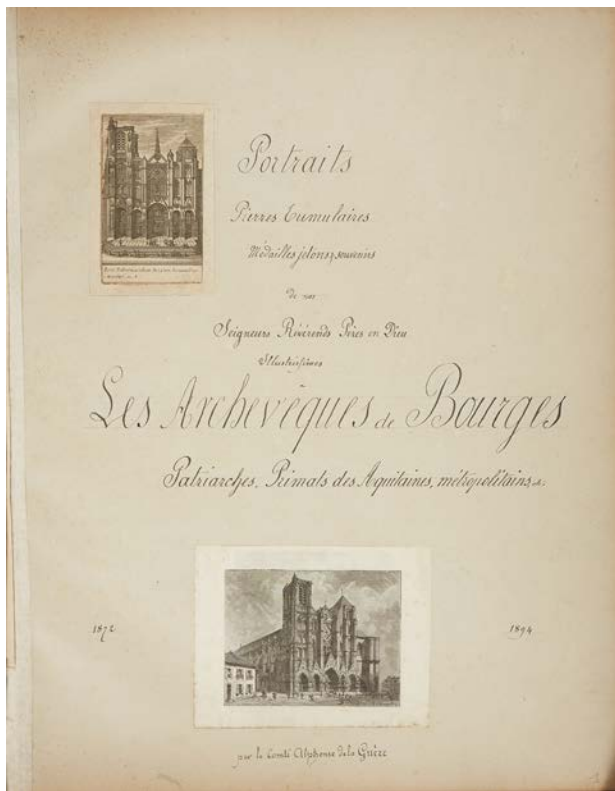 Portraits
Pierres Tumulaires
Médailles jetons, souvenirs
de nos
Seigneurs Révérends Pères en Dieu
Illustrissimes
Les Archevêques de Bourges
Patriarches, Primats des Aquitaines, métropolitains, &.
1872
1894
par le Comte Alphonse de la Guère